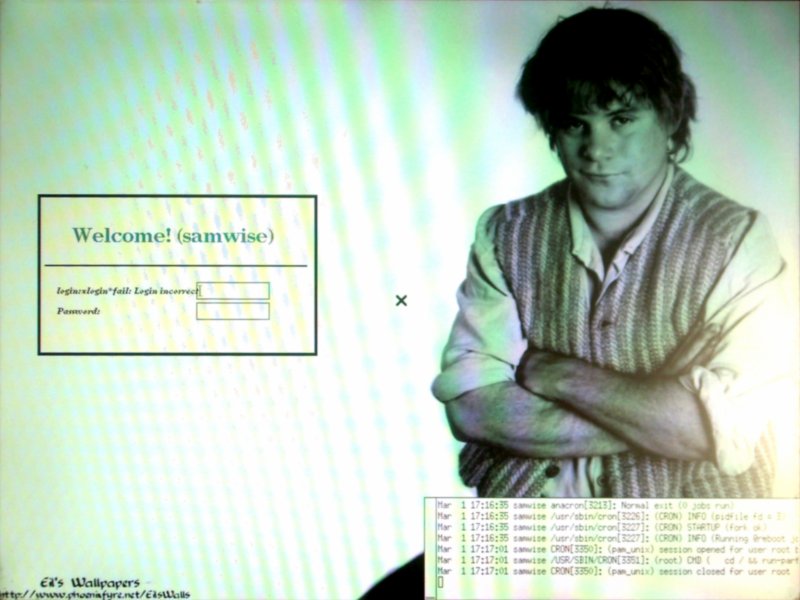 Welcome! (samwise)
login:xlogin*fail: Login incorrect
Password:
Mar 1 17:16:35 samwise anacron[3213]: Normal exit (0 jobs run)
Mar 1 17:16:35 samwise /usr/sbin/cron[3226]: (CRON) INFO (pidfile fd = 3)
Mar 1 17:16:35 samwise /usr/sbin/cron[3227]: (CRON) STARTUP (fork ok)
Mar 1 17:16:35 samwise /usr/sbin/cron[3227]: (CRON) INFO (Running @reboot jo
Mar 1 17:17:01 samwise CRON[3350]: (pam_unix) session opened for user root
Mar 1 17:17:01 samwise /USR/SBIN/CRON[3351]: (root) CMD ( cd / && run-part
Mar 1 17:17:01 samwise CRON[3350]: (pam_unix) session closed for user root
Eil's Wallpapers
http://www.phoenixfyre.net/EilsWalls